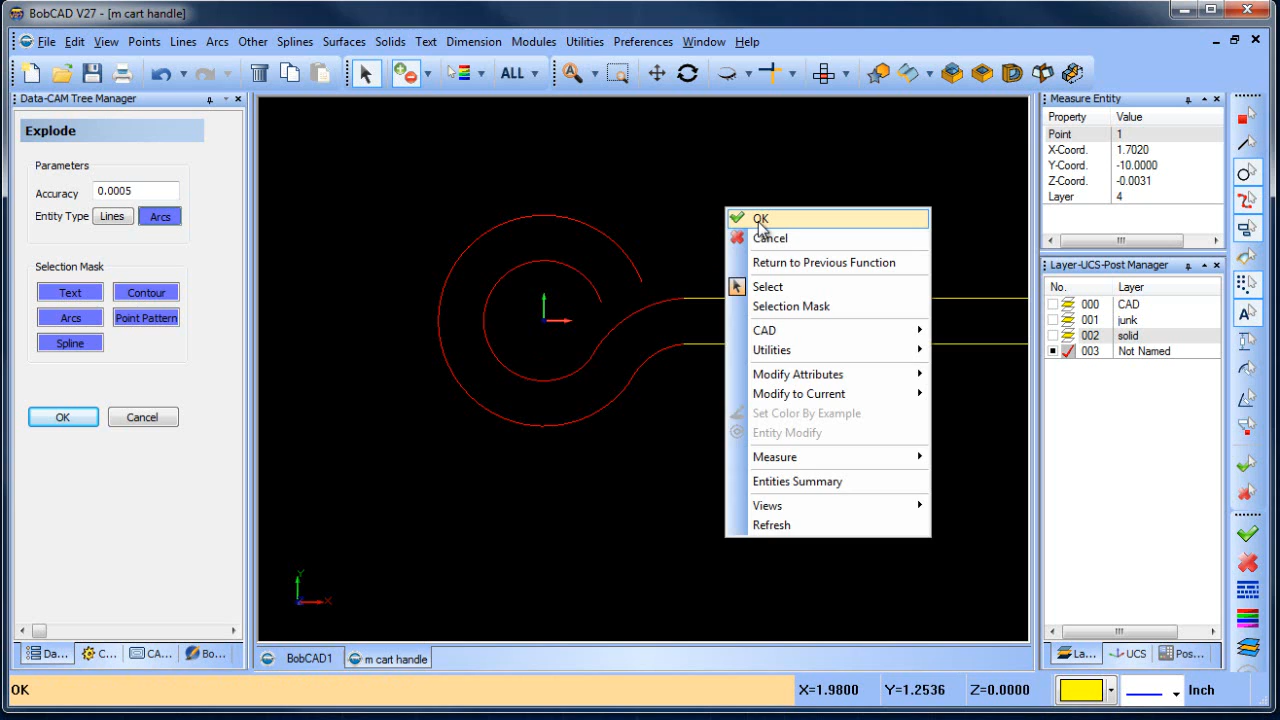 BobCAD V27 - [m cart handle]
File Edit View Points Lines Arcs Other Splines Surfaces Solids Text Dimension Modules Utilities Preferences Window Help
ALL
Data-CAM Tree Manager
Explode
Parameters
Accuracy 0.0005
Entity Type Lines Arcs
Selection Mask
Text Contour
Arcs Point Pattern
Spline
OK Cancel
Da... C... CA... Bo...
OK
Cancel
Return to Previous Function
Select
Selection Mask
CAD
Utilities
Modify Attributes
Modify to Current
Set Color By Example
Entity Modify
Measure
Entities Summary
Views
Refresh
Y
X
BobCAD1 m cart handle
Measure Entity
Property Value
Point 1
X-Coord. 1.7020
Y-Coord. -10.0000
Z-Coord. -0.0031
Layer 4
Layer-UCS-Post Manager
No. Layer
000 CAD
001 junk
002 solid
003 Not Named
La... UCS Pos...
OK
X=1.9800 Y=1.2536 Z=0.0000 Inch